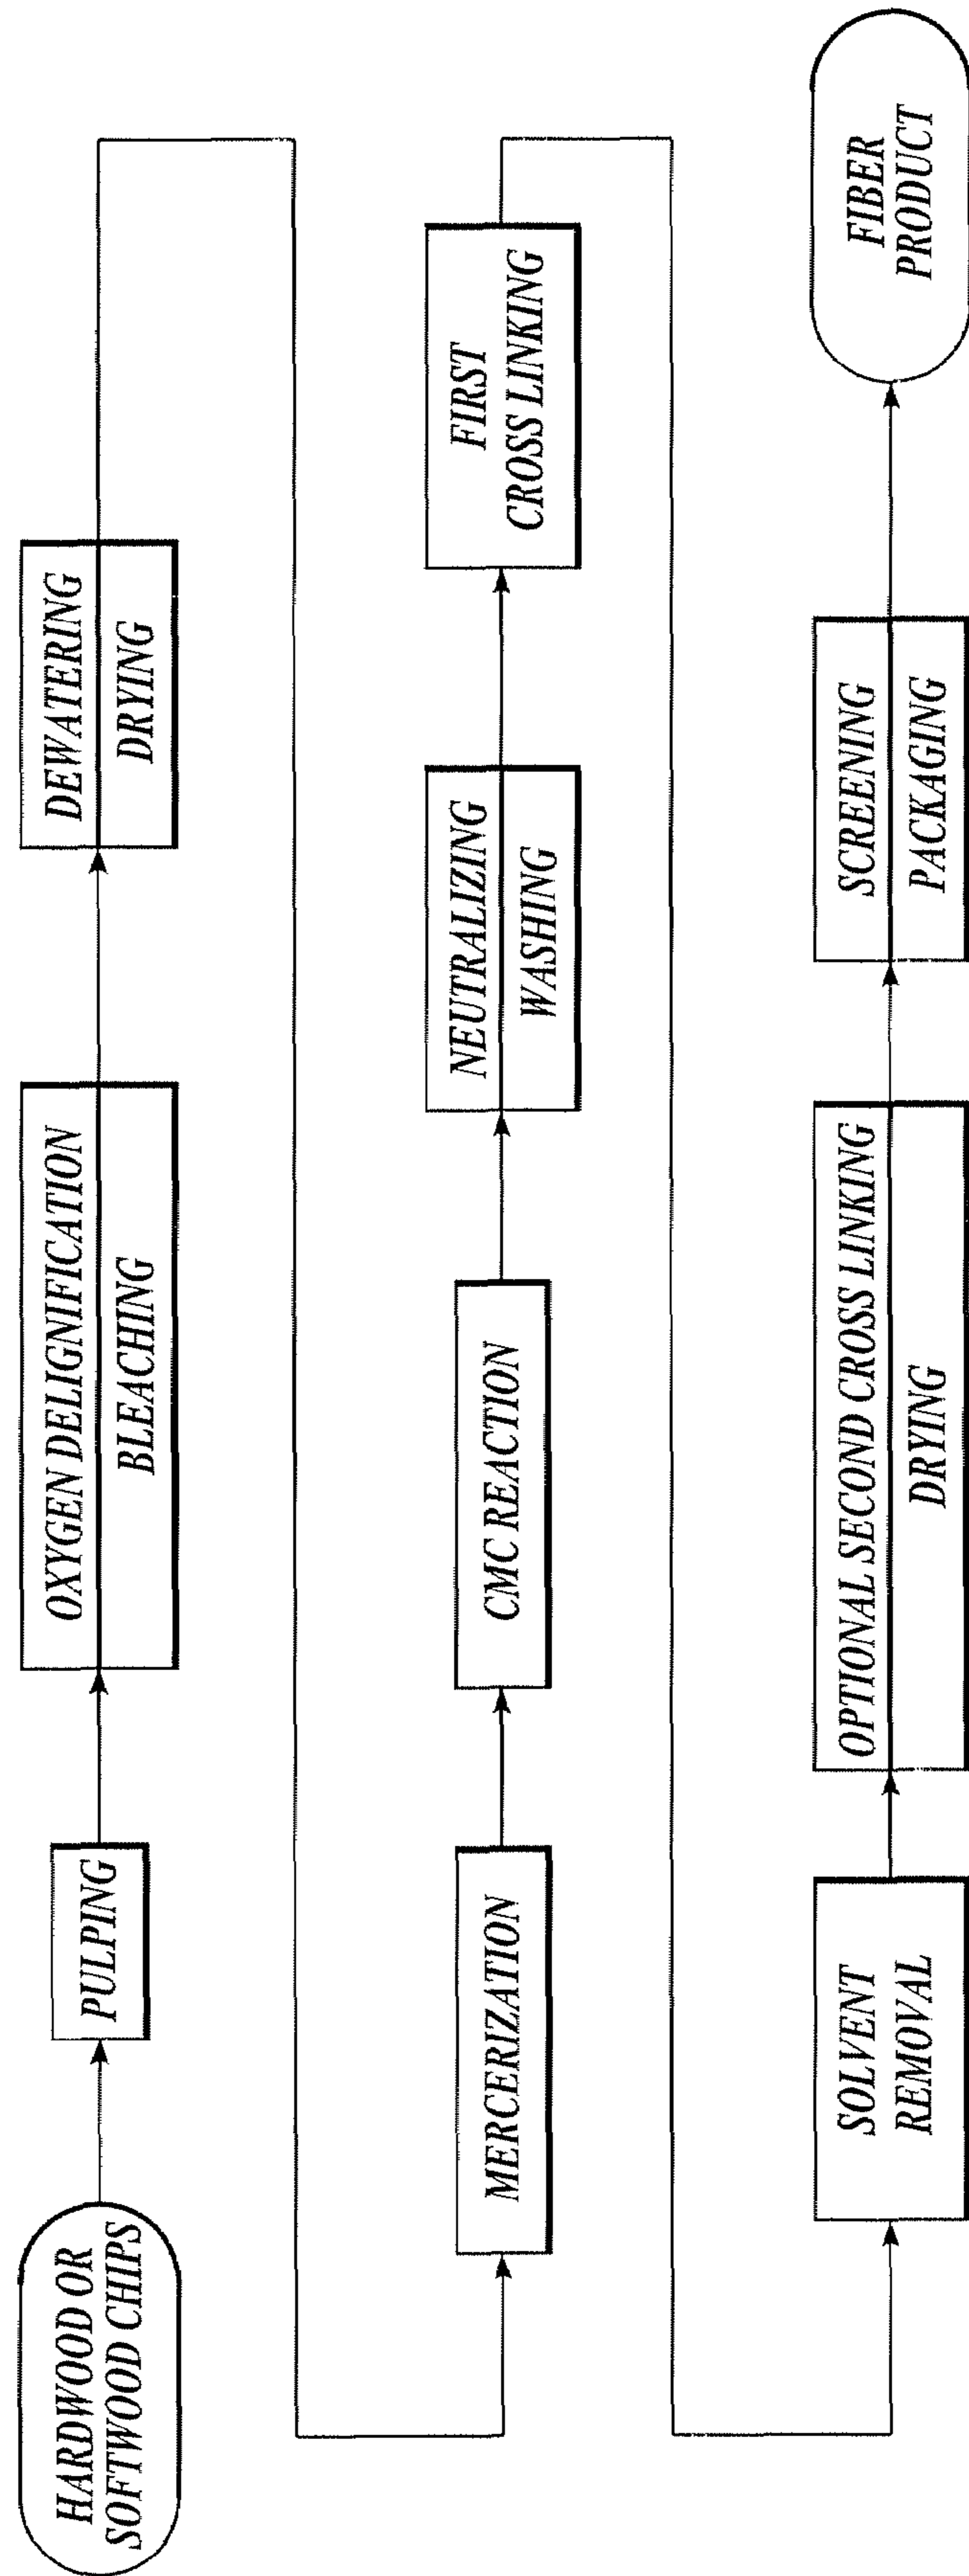 HARDWOOD OR
SOFTWOOD CHIPS
PULPING
OXYGEN DELIGNIFICATION
BLEACHING
DEWATERING
DRYING
MERCERIZATION
CMC REACTION
NEUTRALIZING
WASHING
FIRST
CROSS LINKING
SOLVENT
REMOVAL
OPTIONAL SECOND CROSS LINKING
DRYING
SCREENING
PACKAGING
FIBER
PRODUCT